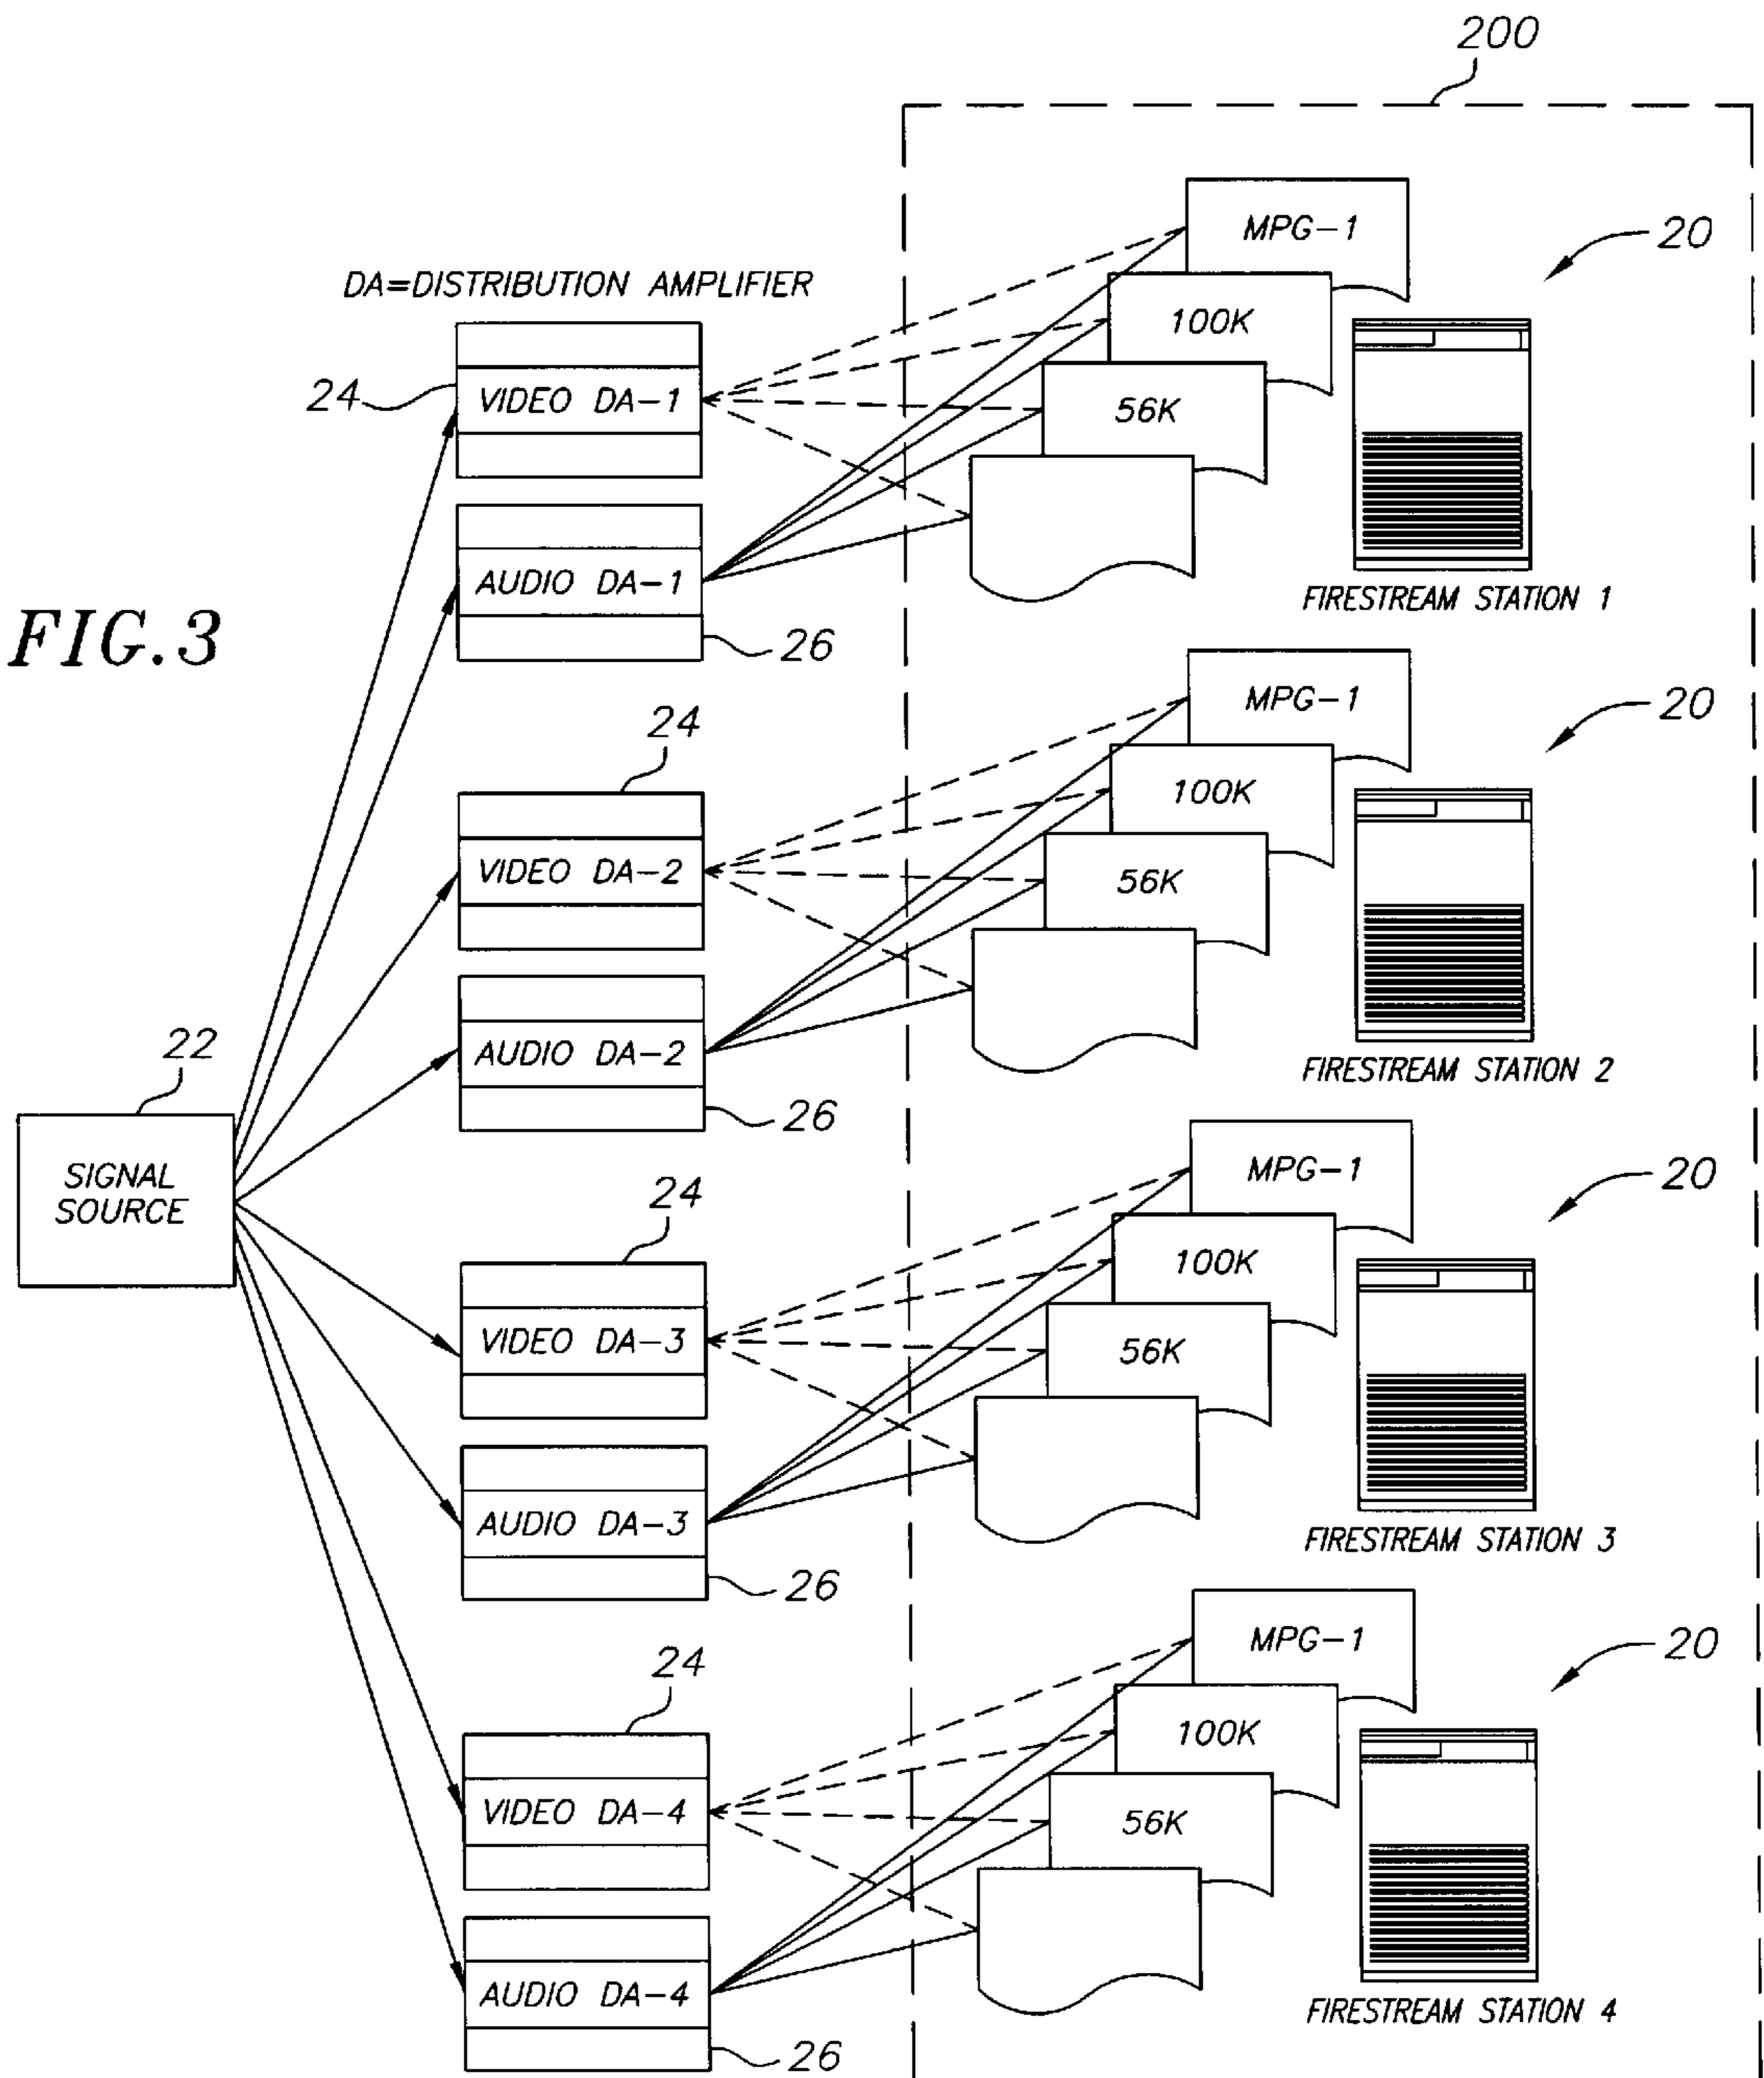 200
MPG-1
20
DA=DISTRIBUTION AMPLIFIER
100K
24
VIDEO DA-1
56K
AUDIO DA-1
FIRESTREAM STATION 1
FIG.3
26
MPG-1
20
24
100K
VIDEO DA-2
56K
22
AUDIO DA-2
FIRESTREAM STATION 2
26
SIGNAL
SOURCE
MPG-1
20
24
100K
VIDEO DA-3
56K
AUDIO DA-3
FIRESTREAM STATION 3
26
MPG-1
20
24
100K
VIDEO DA-4
56K
AUDIO DA-4
FIRESTREAM STATION 4
26